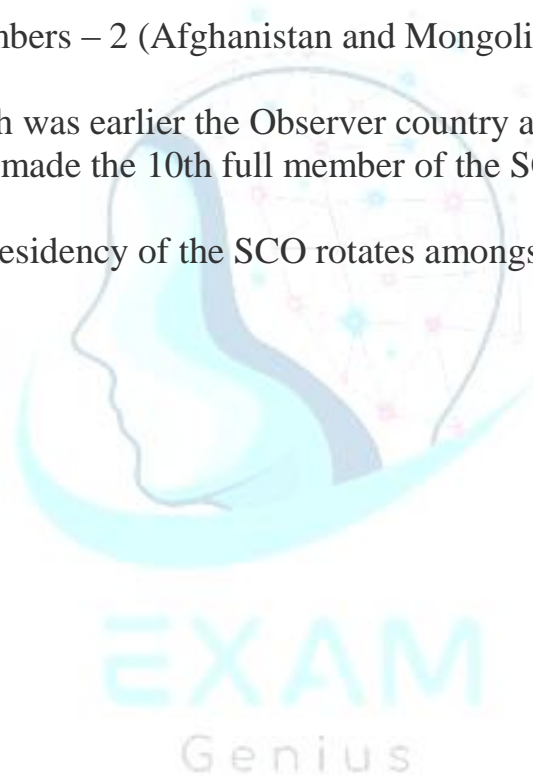 nbers – 2 (Afghanistan and Mongoli
h was earlier the Observer country a
made the 10th full member of the S
esidency of the SCO rotates amongs
EXAM
Genius